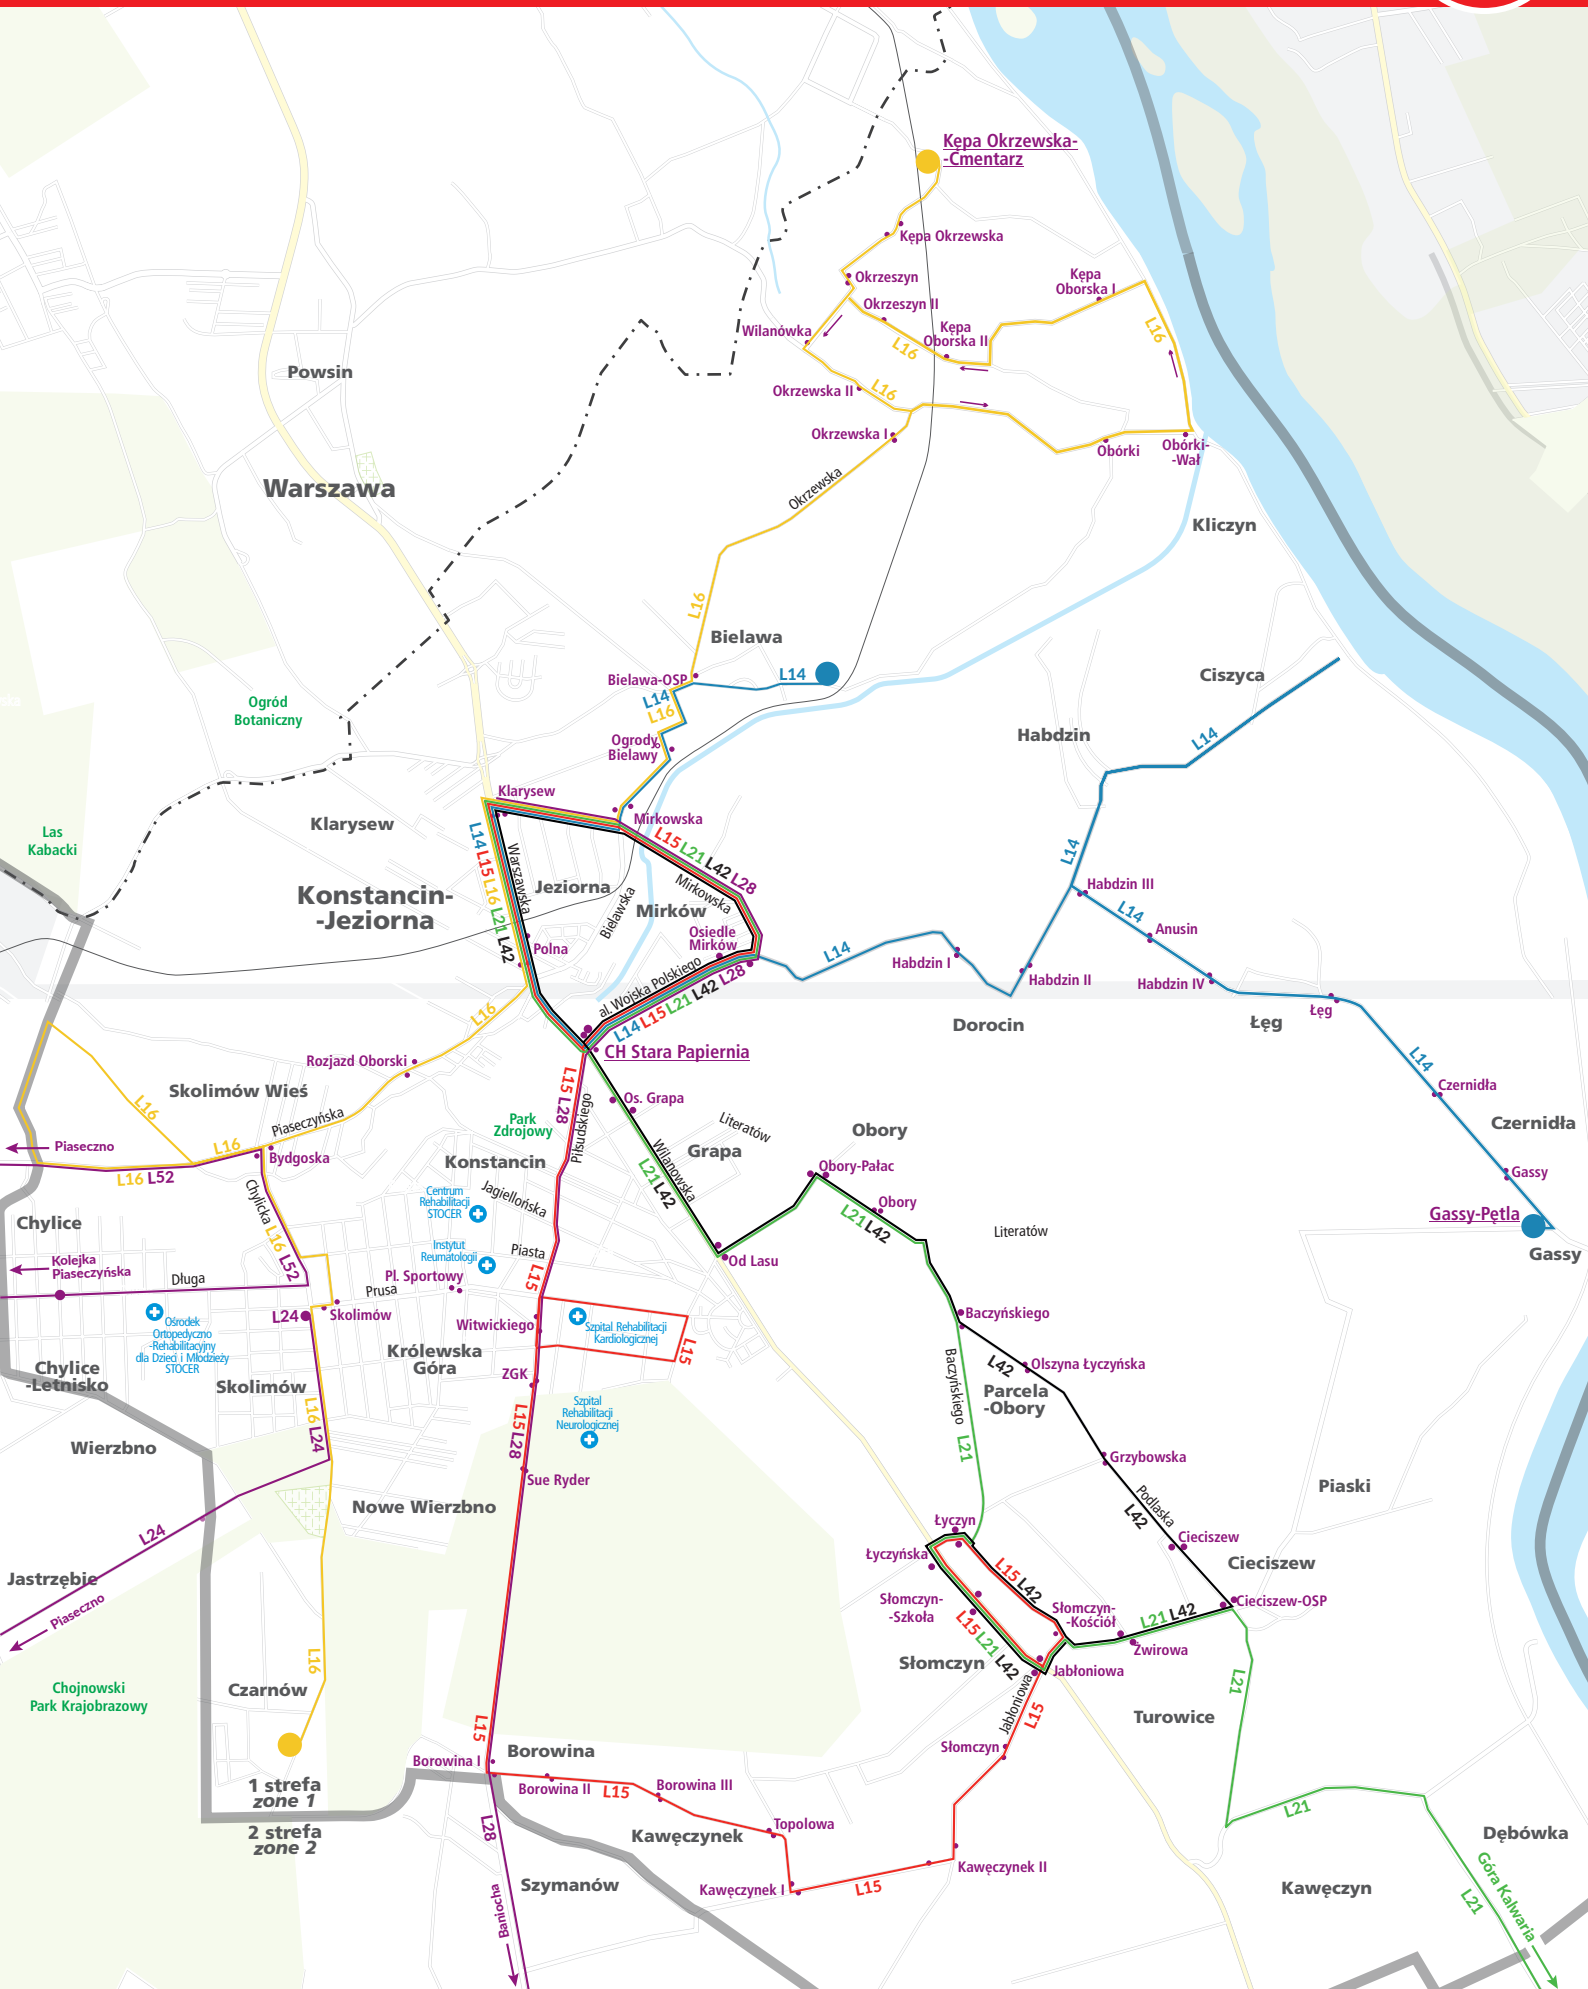 Kępa Okrzewska-
-Cmentarz
Kępa Okrzewska
Okrzeszyn
Kępa
Oborska I
Okrzeszyn II
Wilanówka
Kępa
Oborska II
L16
L16
Powsin
Okrzewska II
L16
Okrzewska I
Obórki
Obórki-
-Wał
Okrzewska
Warszawa
Kliczyn
L16
Bielawa
Bielawa-OSP
L14
Ciszyca
L14
L16
Ogród
Botaniczny
Ogrody
Bielawy
Habdzin
L14
Klarysew
Mirkowska
Klarysew
Las
Kabacki
L14 L15 L16 L21 L42
Warszawska
L15 L21 L42 L28
L14
Konstancin-
-Jeziorna
Jeziorna
Mirkowska
Bielawska
Mirków
Habdzin III
L14
Anusin
Osiedle
Mirków
Polna
L14
Habdzin I
Habdzin II
Habdzin IV
al. Wojska Polskiego
L14 L15 L21 L42 L28
L16
Łęg
Łęg
Dorocin
CH Stara Papiernia
Rozjazd Oborski
L14
Skolimów Wieś
L16
L15 L28
Os. Grapa
Czernidła
Czernidła
Park
Zdrojowy
Piaseczyńska
Piłsudskiego
Literatów
Obory
Piaseczno
L16
Bydgoska
Konstancin
Grapa
Wilanowska
L21 L42
Obory-Pałac
Gassy
L16 L52
Chylicka
Jagiellońska
Centrum
Rehabilitacji
STOCER
Obory
L21 L42
Gassy-Pętla
Chylice
L16
L52
Piasta
Literatów
Instytut
Reumatologii
Od Lasu
Gassy
Kolejka
Piaseczyńska
Długa
Pl. Sportowy
Prusa
L15
L24
Skolimów
Ośrodek
Ortopedyczno
-Rehabilitacyjny
dla Dzieci i Młodzieży
STOCER
Witwickiego
Szpital Rehabilitacji
Kardiologicznej
L15
Baczyńskiego
Baczyńskiego
Królewska
Góra
ZGK
Chylice
-Letnisko
Skolimów
L42
Olszyna Łyczyńska
Parcela
-Obory
L16 L24
Szpital
Rehabilitacji
Neurologicznej
L15 L28
L21
Wierzbno
Grzybowska
Sue Ryder
Piaski
Nowe Wierzbno
Podlaska
L42
L24
Łyczyn
Cieciszew
Cieciszew
Łyczyńska
Jastrzębie
L15 L42
Piaseczno
Słomczyn-
-Szkoła
Słomczyn-
-Kościół
L21 L42
Cieciszew-OSP
L15 L21 L42
Żwirowa
L16
Słomczyn
Jabłoniowa
L21
Chojnowski
Park Krajobrazowy
Czarnów
Jabłoniowa
L15
Turowice
L15
Słomczyn
Borowina
Borowina I
Borowina II
L15
Borowina III
1 strefa
zone 1
2 strefa
zone 2
L28
Kawęczynek
Topolowa
L21
Dębówka
Kawęczynek II
Szymanów
Kawęczynek I
L15
Kawęczyn
Baniocha
Góra Kalwaria
L21